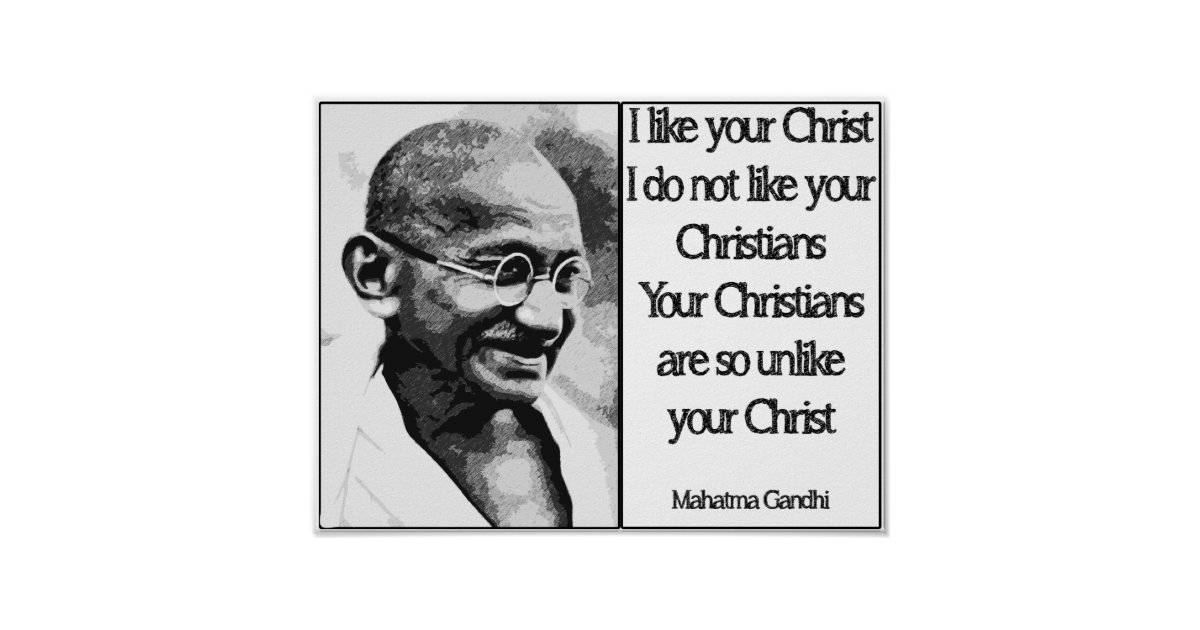 I like your Christ
I do not like your
Christians
Your Christians
are so unlike
your Christ
Mahatma Gandhi